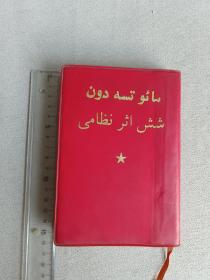 مائو تسه دون
شش اثر نظامی